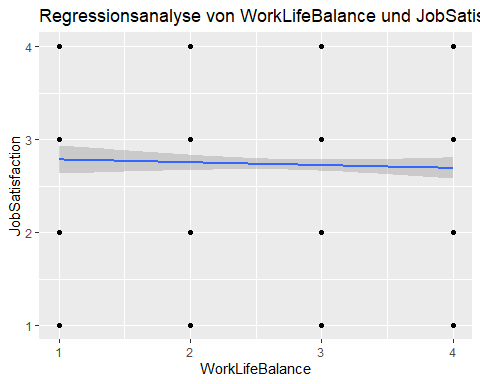 Regressionsanalyse von WorkLifeBalance und JobSatis
4
3
2
1
JobSatisfaction
1 2 3 4
WorkLifeBalance